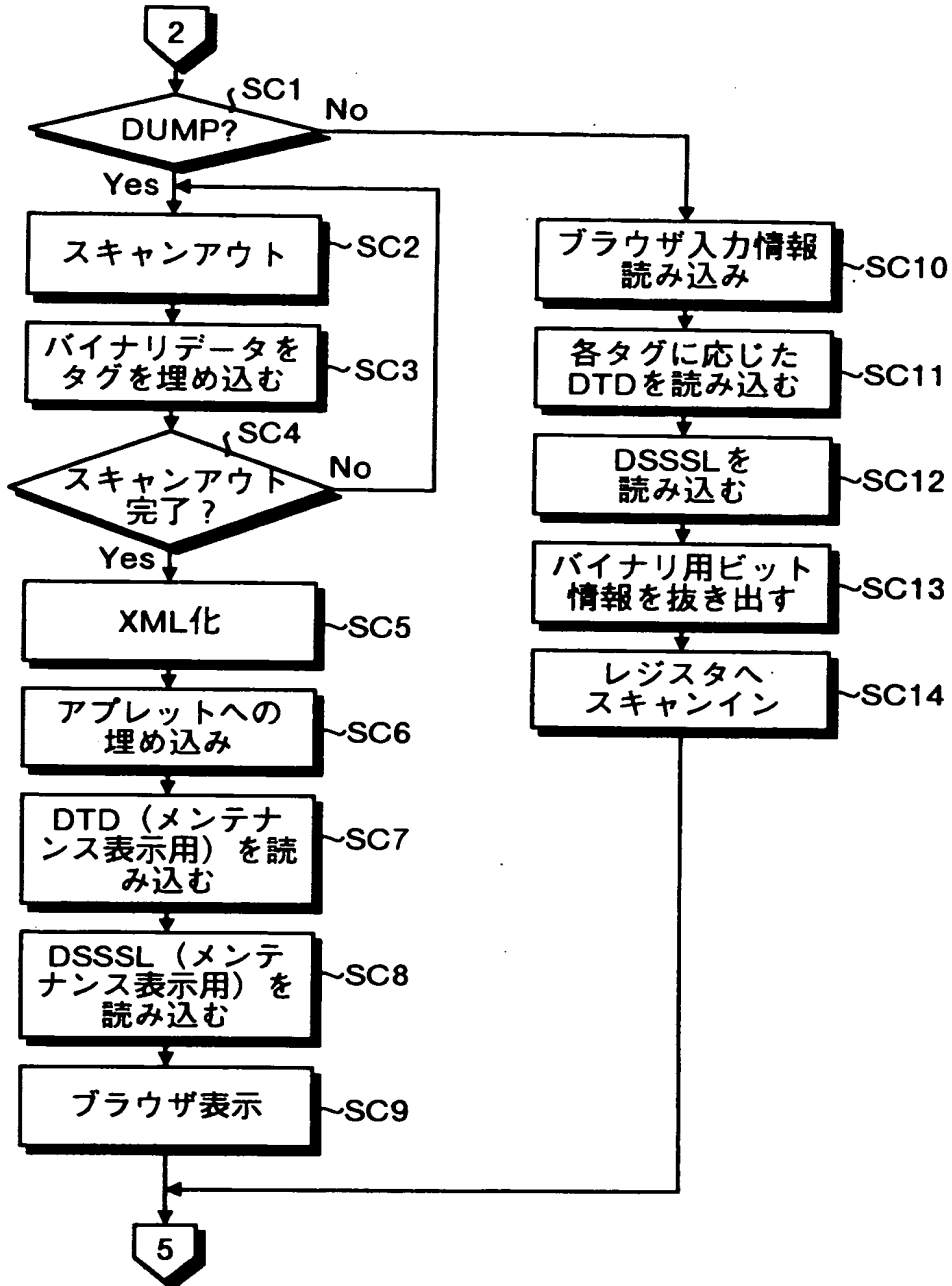 2
SC1
DUMP?
No
Yes
スキャンアウト
SC2
バイナリデータを
タグを埋め込む
SC3
SC4
スキャンアウト
完了?
No
Yes
XML化
SC5
アプレットへの
埋め込み
SC6
DTD(メンテナ
ンス表示用)を読
み込む
SC7
DSSSL(メンテ
ナンス表示用)を
読み込む
SC8
ブラウザ表示
SC9
5
ブラウザ入力情報
読み込み
SC10
各タグに応じた
DTDを読み込む
SC11
DSSSLを
読み込む
SC12
バイナリ用ビット
情報を抜き出す
SC13
レジスタへ
スキャンイン
SC14